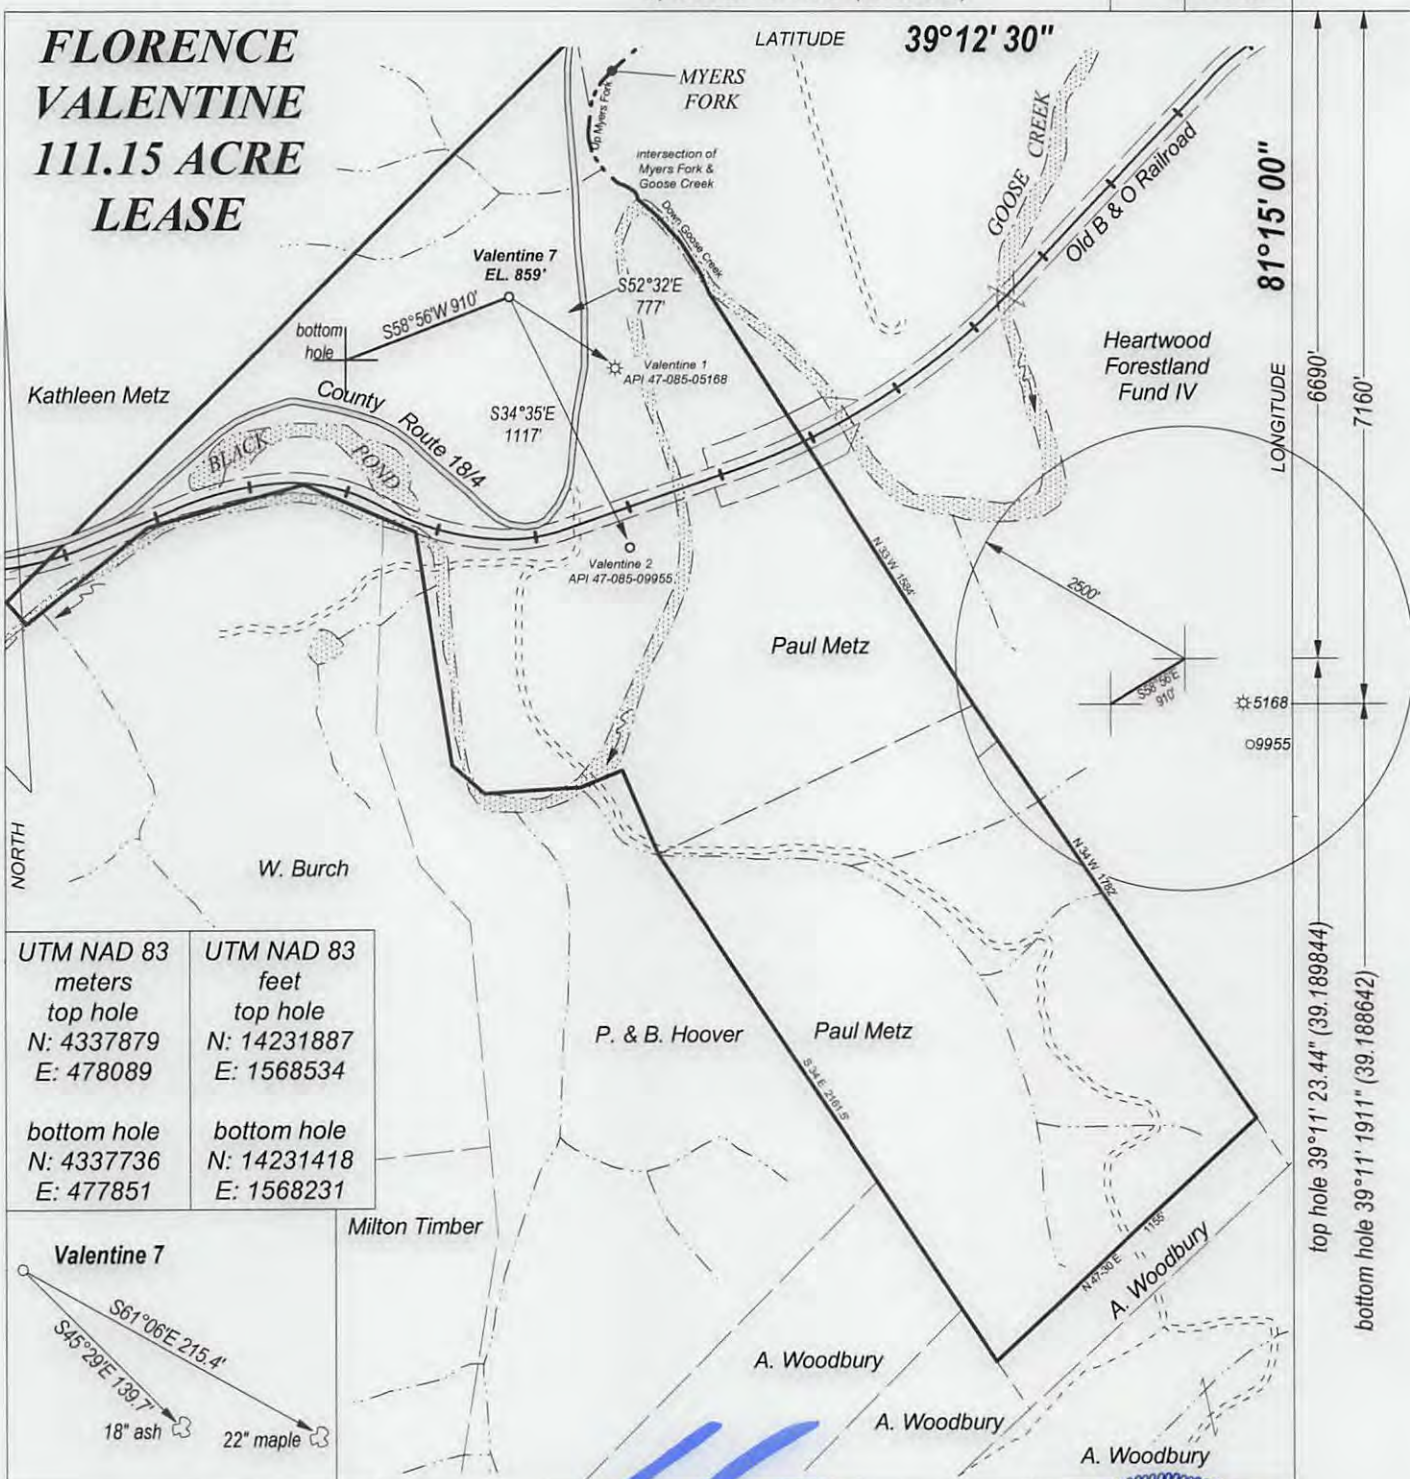 FLORENCE
VALENTINE
111.15 ACRE
LEASE
LATITUDE 39°12' 30"
MYERS
FORK
Up Myers Fork
intersection of
Myers Fork &
Goose Creek
Down Goose Creek
GOOSE CREEK
Old B & O Railroad
81°15' 00"
LONGITUDE
6690'
7160'
Valentine 7
EL. 859'
S58°56'W 910'
bottom
hole
S52°32'E
777'
Valentine 1
API 47-085-05168
S34°35'E
1117'
Kathleen Metz
County Route 18/4
BLACK POND
Heartwood
Forestland
Fund IV
Valentine 2
API 47-085-09955
N 33 W 1584'
2500'
Paul Metz
S58°56'E
910'
5168
9955
NORTH
W. Burch
N 34 W 1782'
UTM NAD 83
meters
top hole
N: 4337879
E: 478089
bottom hole
N: 4337736
E: 477851
UTM NAD 83
feet
top hole
N: 14231887
E: 1568534
bottom hole
N: 14231418
E: 1568231
P. & B. Hoover
Paul Metz
S 34 E 2161.5'
top hole 39°11' 23.44" (39.189844)
bottom hole 39°11' 1911" (39.188642)
Milton Timber
N 47-30 E 1155'
A. Woodbury
Valentine 7
S61°06'E 215.4'
S45°29'E 139.7'
18" ash
22" maple
A. Woodbury
A. Woodbury
A. Woodbury